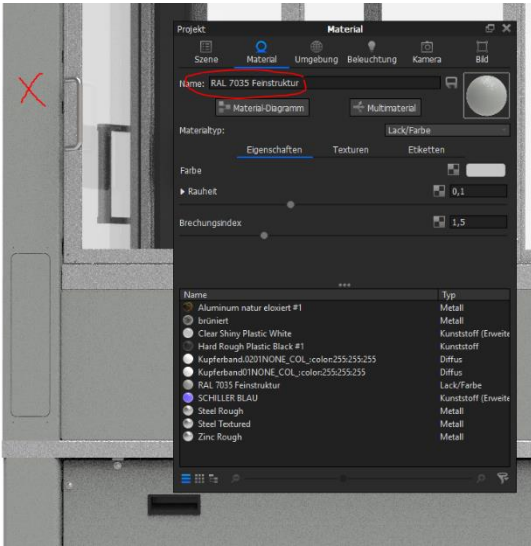 Projekt Material
Szene Material Umgebung Beleuchtung Kamera Bild
Name: RAL 7035 Feinstruktur
Material-Diagramm Multimaterial
Materialtyp: Lack/Farbe
Eigenschaften Texturen Etiketten
Farbe
Rauheit 0,1
Brechungsindex 1,5
Name Typ
Aluminum natur eloxiert #1 Metall
brüniert Metall
Clear Shiny Plastic White Kunststoff (Erweite
Hard Rough Plastic Black #1 Kunststoff
Kupferband.0201NONE_COL_:color:255:255:255 Diffus
Kupferband01NONE_COL_:color:255:255:255 Diffus
RAL 7035 Feinstruktur Lack/Farbe
SCHILLER BLAU Kunststoff (Erweite
Steel Rough Metall
Steel Textured Metall
Zinc Rough Metall